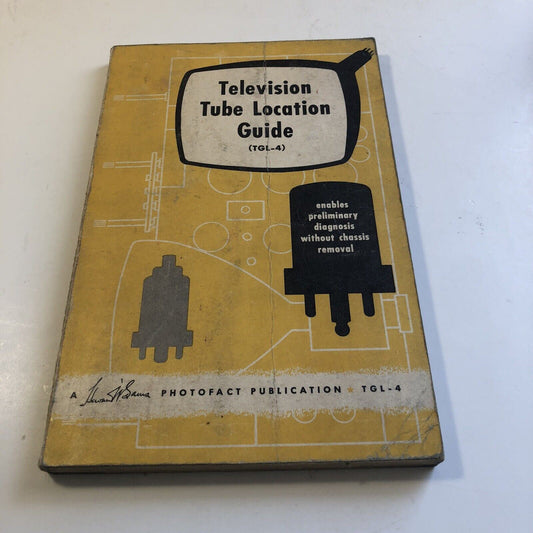 Television
Tube Location
Guide
(TGL-4)
enables
preliminary
diagnosis
without chassis
removal
A Howard W. Sams PHOTOFACT PUBLICATION ★ TGL-4